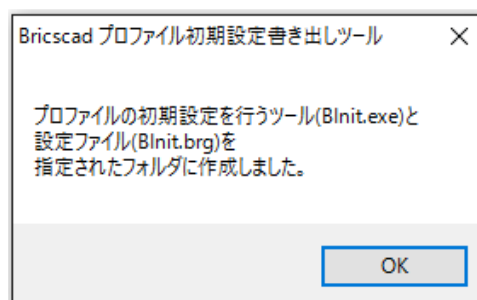 Bricscad プロファイル初期設定書き出しツール
プロファイルの初期設定を行うツール(BInit.exe)と
設定ファイル(BInit.brg)を
指定されたフォルダに作成しました。
OK